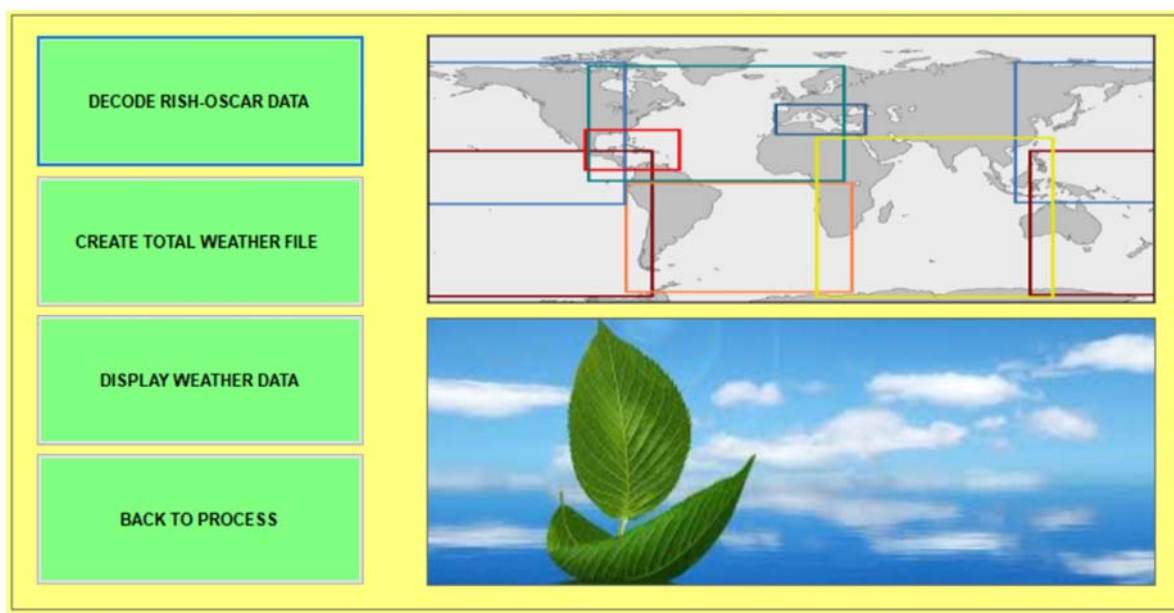 DECODE RISH-OSCAR DATA
CREATE TOTAL WEATHER FILE
DISPLAY WEATHER DATA
BACK TO PROCESS